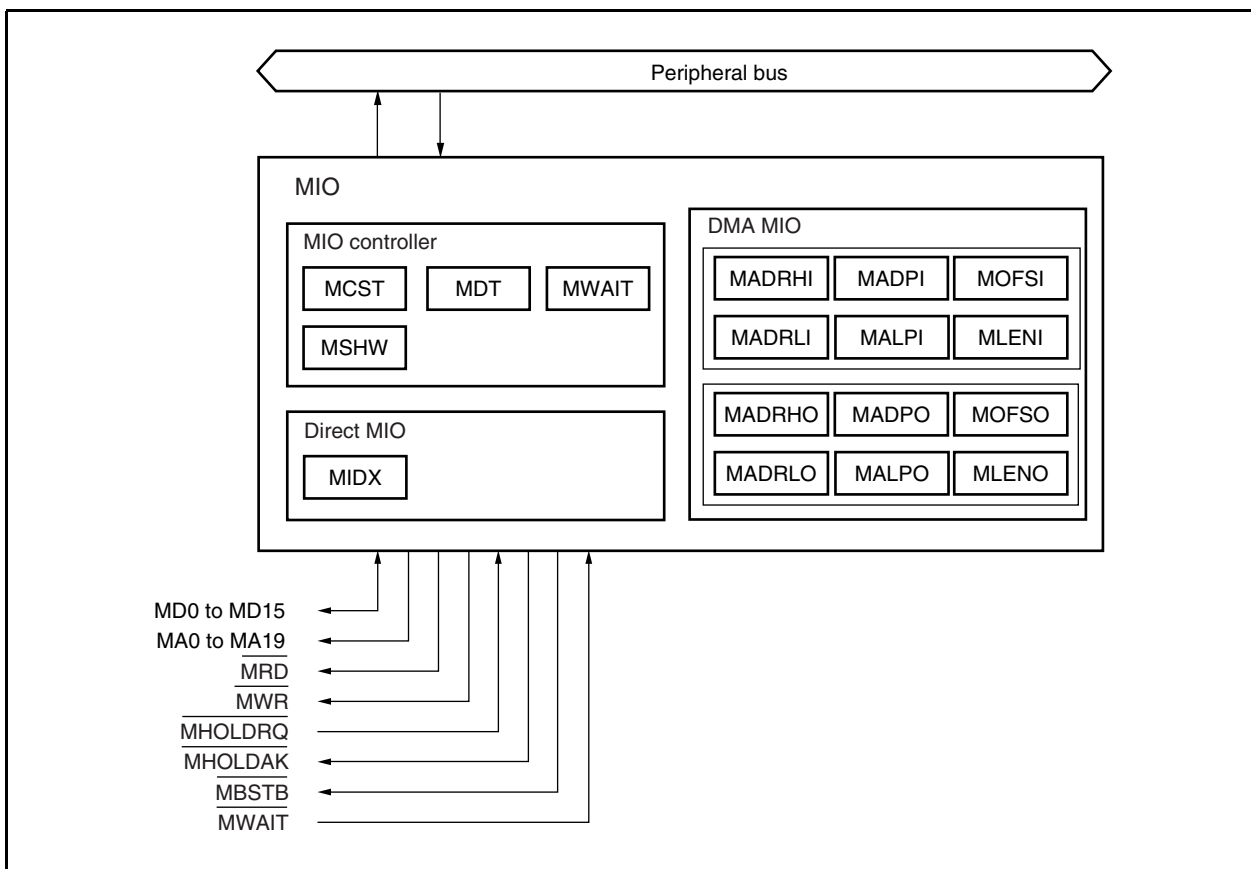 Peripheral bus
MIO
MIO controller
MCST MDT MWAIT
MSHW
Direct MIO
MIDX
DMA MIO
MADRHI MADPI MOFSI
MADRLI MALPI MLENI
MADRHO MADPO MOFSO
MADRLO MALPO MLENO
MD0 to MD15
MA0 to MA19
MRD
MWR
MHOLDRQ
MHOLDAK
MBSTB
MWAIT